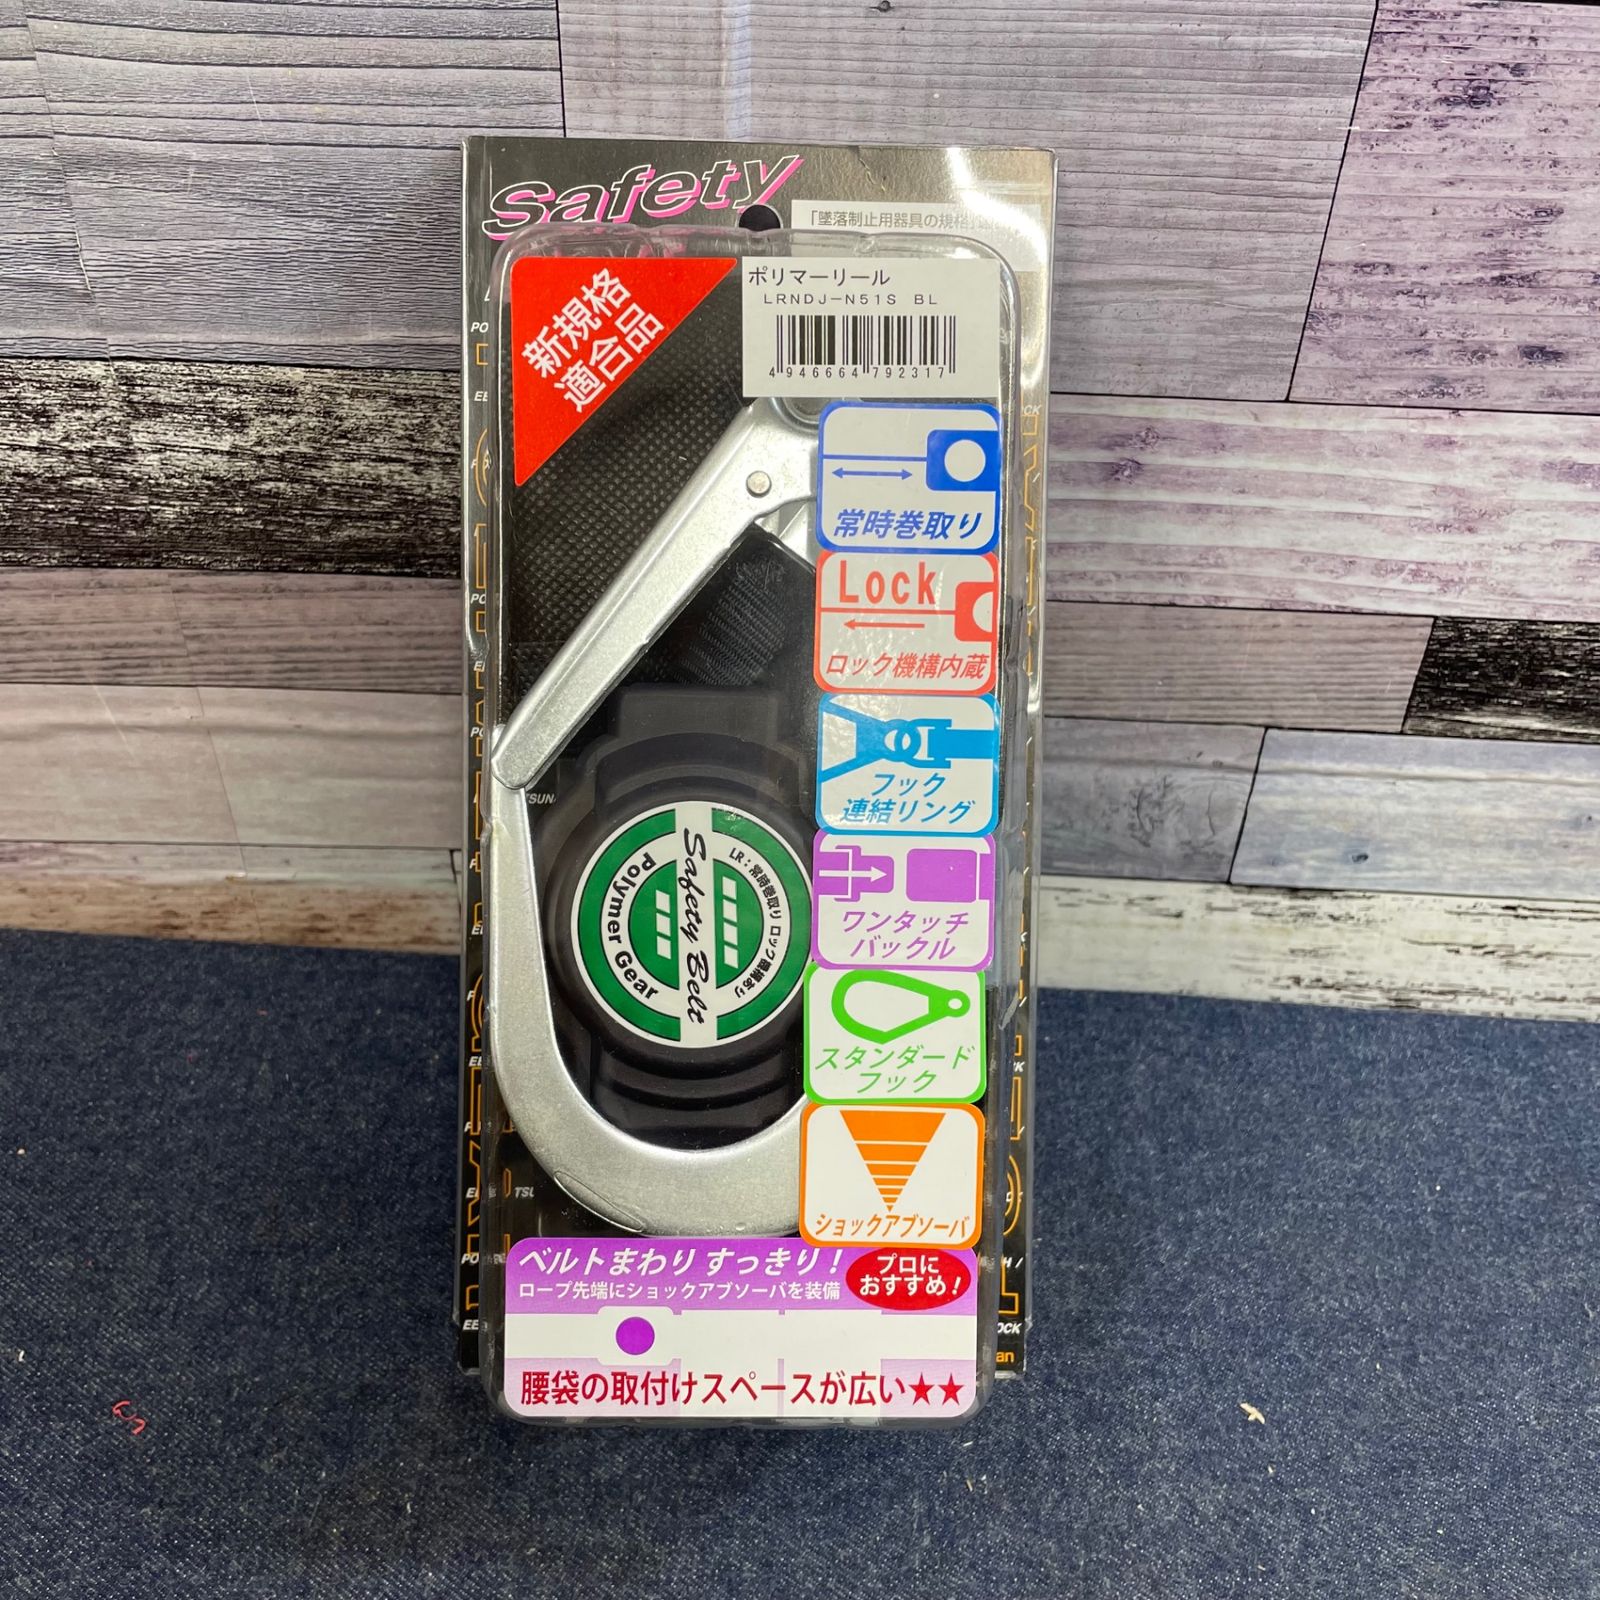 Safety
「墜落制止用器具の規格」
新規格
適合品
ポリマーリール
LRNDJ-N51S BL
4 946664 792317
常時巻取り
Lock
ロック機構内蔵
フック
連結リング
ワンタッチ
バックル
スタンダード
フック
ショックアブソーバ
LR:常時巻取り ロック機構あり
Safety Belt
Polymer Gear
ベルトまわり すっきり!
ロープ先端にショックアブソーバを装備
プロに
おすすめ!
腰袋の取付けスペースが広い★★